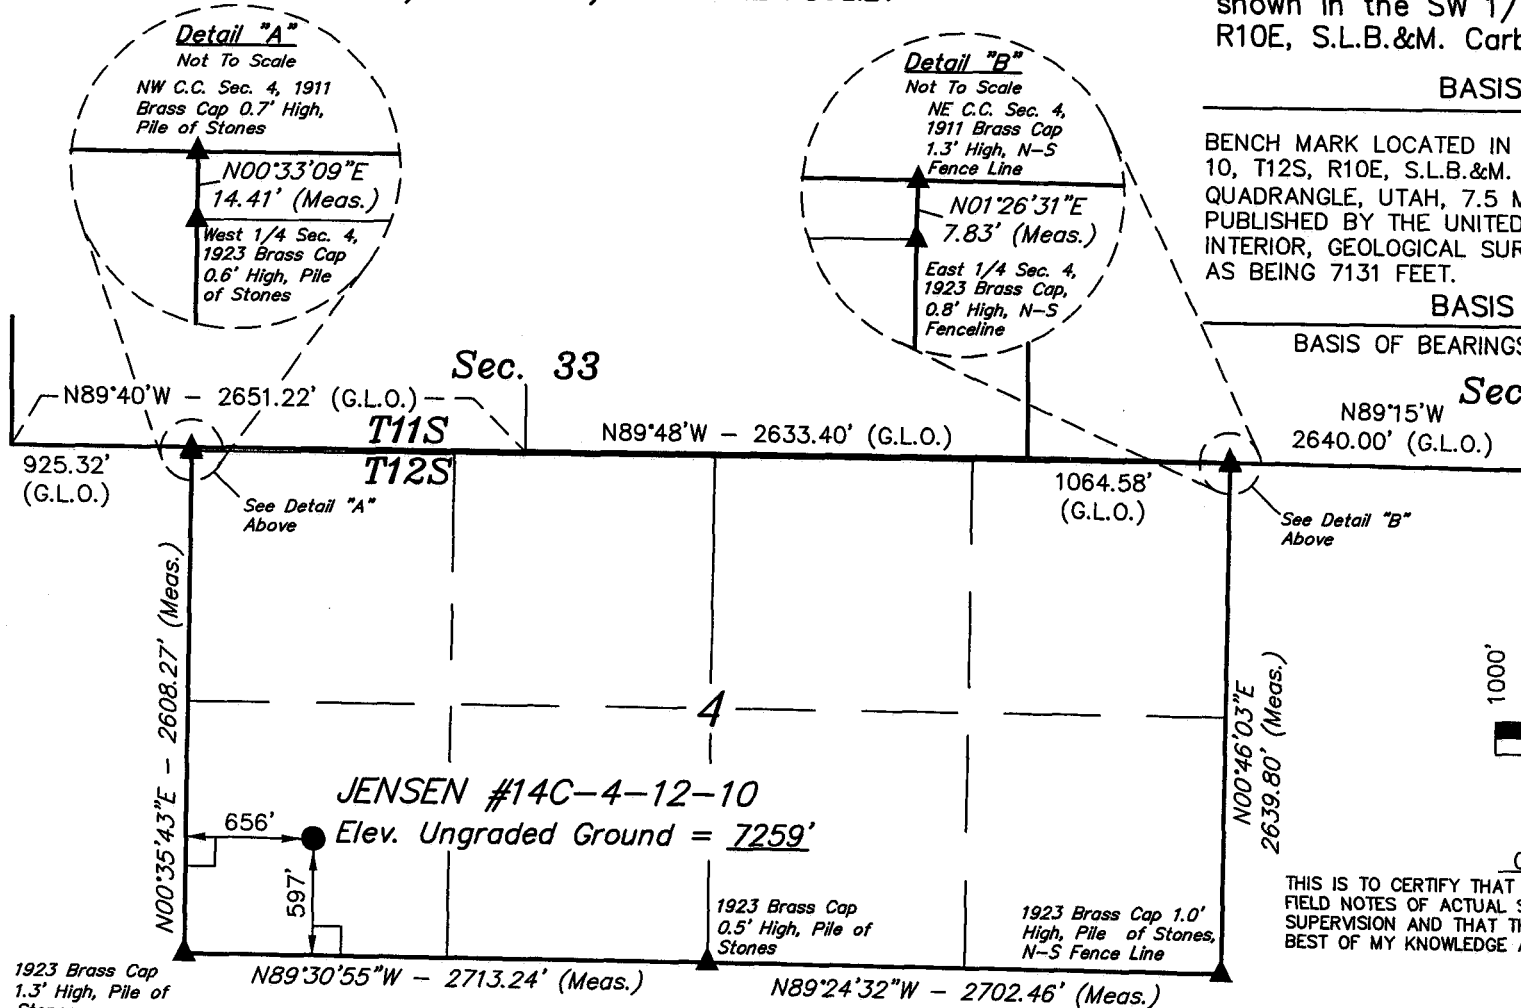 shown in the SW 1/
R10E, S.L.B.&M. Carb
BASIS
BENCH MARK LOCATED IN
10, T12S, R10E, S.L.B.&M.
QUADRANGLE, UTAH, 7.5 M
PUBLISHED BY THE UNITED
INTERIOR, GEOLOGICAL SUR
AS BEING 7131 FEET.
BASIS
BASIS OF BEARINGS
Detail "A"
Not To Scale
NW C.C. Sec. 4, 1911
Brass Cap 0.7' High,
Pile of Stones
N00°33'09"E
14.41' (Meas.)
West 1/4 Sec. 4,
1923 Brass Cap
0.6' High, Pile
of Stones
Detail "B"
Not To Scale
NE C.C. Sec. 4,
1911 Brass Cap
1.3' High, N-S
Fence Line
N01°26'31"E
7.83' (Meas.)
East 1/4 Sec. 4,
1923 Brass Cap,
0.8' High, N-S
Fenceline
Sec. 33
Sec
N89°40'W - 2651.22' (G.L.O.)
T11S
T12S
N89°48'W - 2633.40' (G.L.O.)
N89°15'W
2640.00' (G.L.O.)
925.32'
(G.L.O.)
See Detail "A"
Above
1064.58'
(G.L.O.)
See Detail "B"
Above
N00°35'43"E - 2608.27' (Meas.)
4
N00°46'03"E
2639.80' (Meas.)
1000'
JENSEN #14C-4-12-10
Elev. Ungraded Ground = 7259'
656'
597'
1923 Brass Cap
0.5' High, Pile of
Stones
1923 Brass Cap 1.0'
High, Pile of Stones,
N-S Fence Line
THIS IS TO CERTIFY THAT
FIELD NOTES OF ACTUAL S
SUPERVISION AND THAT TH
BEST OF MY KNOWLEDGE A
1923 Brass Cap
1.3' High, Pile of
N89°30'55"W - 2713.24' (Meas.)
N89°24'32"W - 2702.46' (Meas.)